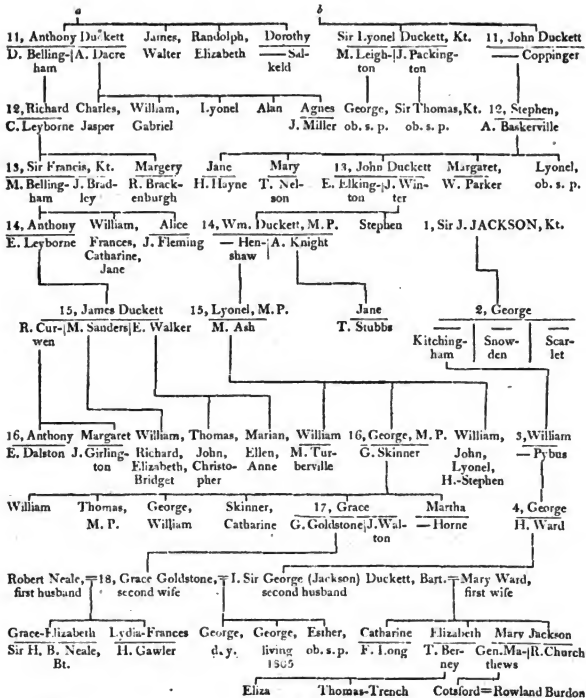 a b
11, Anthony Duckett James, Randolph, Dorothy Sir Lyonel Duckett, Kt. 11, John Duckett
D. Belling-|A. Dacre Walter Elizabeth —Sal- M. Leigh-|J. Packing- — Coppinger
ham keld ton ton
12, Richard Charles, William, Lyonel Alan Agnes George, Sir Thomas, Kt. 12, Stephen,
C. Leyborne Jasper Gabriel J. Miller ob. s. p. ob. s. p. A. Baskerville
13, Sir Francis, Kt. Margery Jane Mary 13, John Duckett Margaret, Lyonel,
M. Belling-|J. Brad- R. Brack- H. Hayne T. Nel- E. Elking-|J. Win- W. Parker ob. s. p.
ham ley enburgh son ton ter
14, Anthony William, Alice 14, Wm. Duckett, M.P. Stephen 1, Sir J. JACKSON, Kt.
E. Leyborne Frances, J. Fleming — Hen-|A. Knight
Catharine, shaw
Jane
15, James Duckett 15, Lyonel, M.P. Jane 2, George
R. Cur-|M. Sanders|E. Walker M. Ash T. Stubbs Kitching- Snow- Scar-
wen ham den let
16, Anthony Margaret William, Thomas, Marian, William 16, George, M.P. William, 3, William
E. Dalston J. Girling- Richard, John, Ellen, M. Tur- G. Skinner John, —Pybus
ton Elizabeth, Christo- Anne berville Lyonel,
Bridget pher H.-Stephen
William Thomas, George, Skinner, 17, Grace Martha 4, George
M. P. William Catharine G. Goldstone|J. Wal- —Horne H. Ward
ton
Robert Neale,=18, Grace Goldstone,=I. Sir George (Jackson) Duckett, Bart.=Mary Ward,
first husband second wife second husband first wife
Grace-Elizabeth Lydia-Frances George, George, Esther, Catharine Elizabeth Mary Jackson
Sir H. B. Neale, H. Gawler d. y. living ob. s. p. F. Long T. Ber- Gen. Ma-|R. Church
Bt. 1805 ney thews
Eliza Thomas-Trench Cotsford=Rowland Burdon